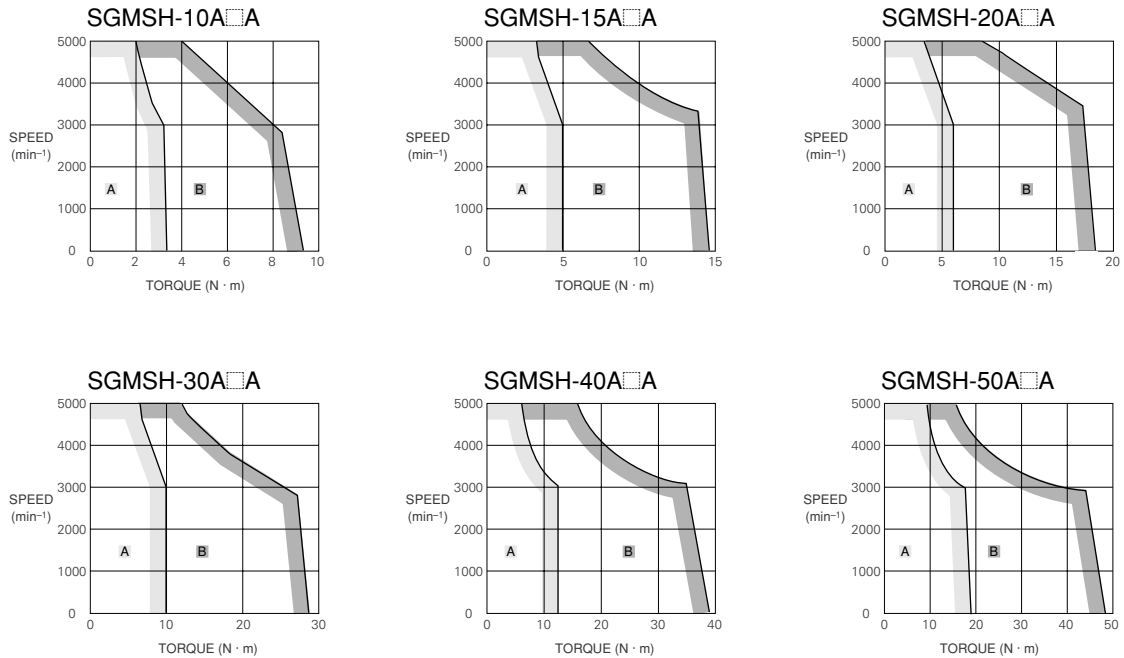 SGMSH-10A□A
5000
4000
3000
2000
1000
0
SPEED
(min⁻¹)
A
B
0 2 4 6 8 10
TORQUE (N · m)
SGMSH-15A□A
5000
4000
3000
2000
1000
0
SPEED
(min⁻¹)
A
B
0 5 10 15
TORQUE (N · m)
SGMSH-20A□A
5000
4000
3000
2000
1000
0
SPEED
(min⁻¹)
A
B
0 5 10 15 20
TORQUE (N · m)
SGMSH-30A□A
5000
4000
3000
2000
1000
0
SPEED
(min⁻¹)
A
B
0 10 20 30
TORQUE (N · m)
SGMSH-40A□A
5000
4000
3000
2000
1000
0
SPEED
(min⁻¹)
A
B
0 10 20 30 40
TORQUE (N · m)
SGMSH-50A□A
5000
4000
3000
2000
1000
0
SPEED
(min⁻¹)
A
B
0 10 20 30 40 50
TORQUE (N · m)